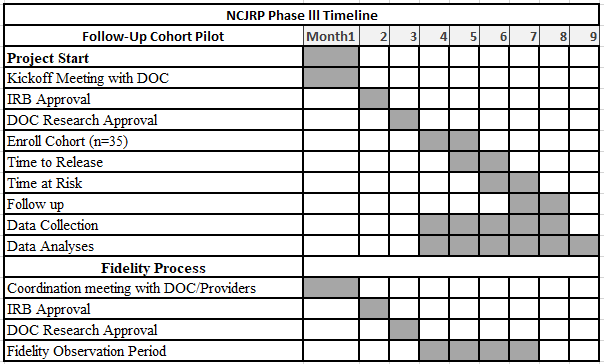 NCJRP Phase lll Timeline
Follow-Up Cohort Pilot Month1 2 3 4 5 6 7 8 9
Project Start
Kickoff Meeting with DOC
IRB Approval
DOC Research Approval
Enroll Cohort (n=35)
Time to Release
Time at Risk
Follow up
Data Collection
Data Analyses
Fidelity Process
Coordination meeting with DOC/Providers
IRB Approval
DOC Research Approval
Fidelity Observation Period